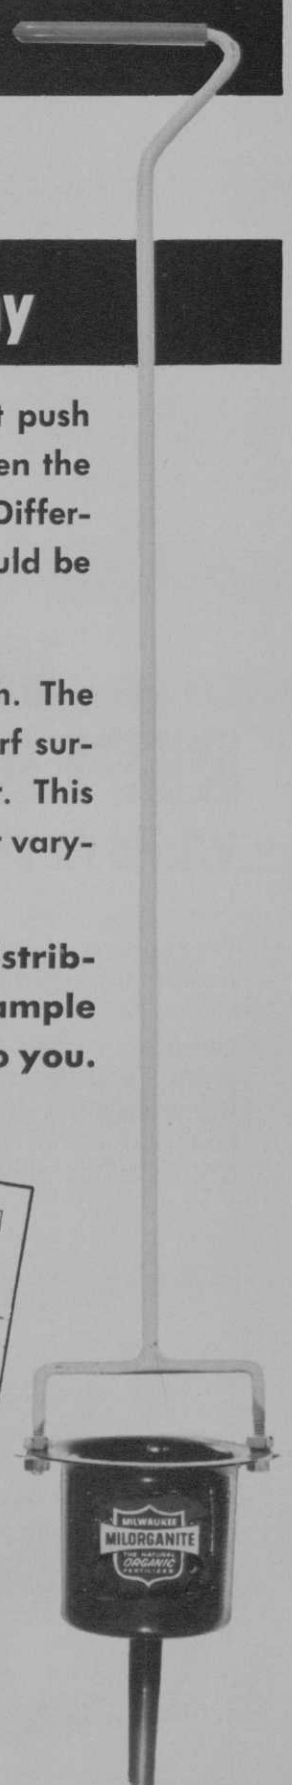 y
t push
en the
Differ-
uld be
n. The
rf sur-
r. This
t vary-
strib-
ample
o you.
MILWAUKEE
MILORGANITE
THE NATURAL
ORGANIC
FERTILIZER